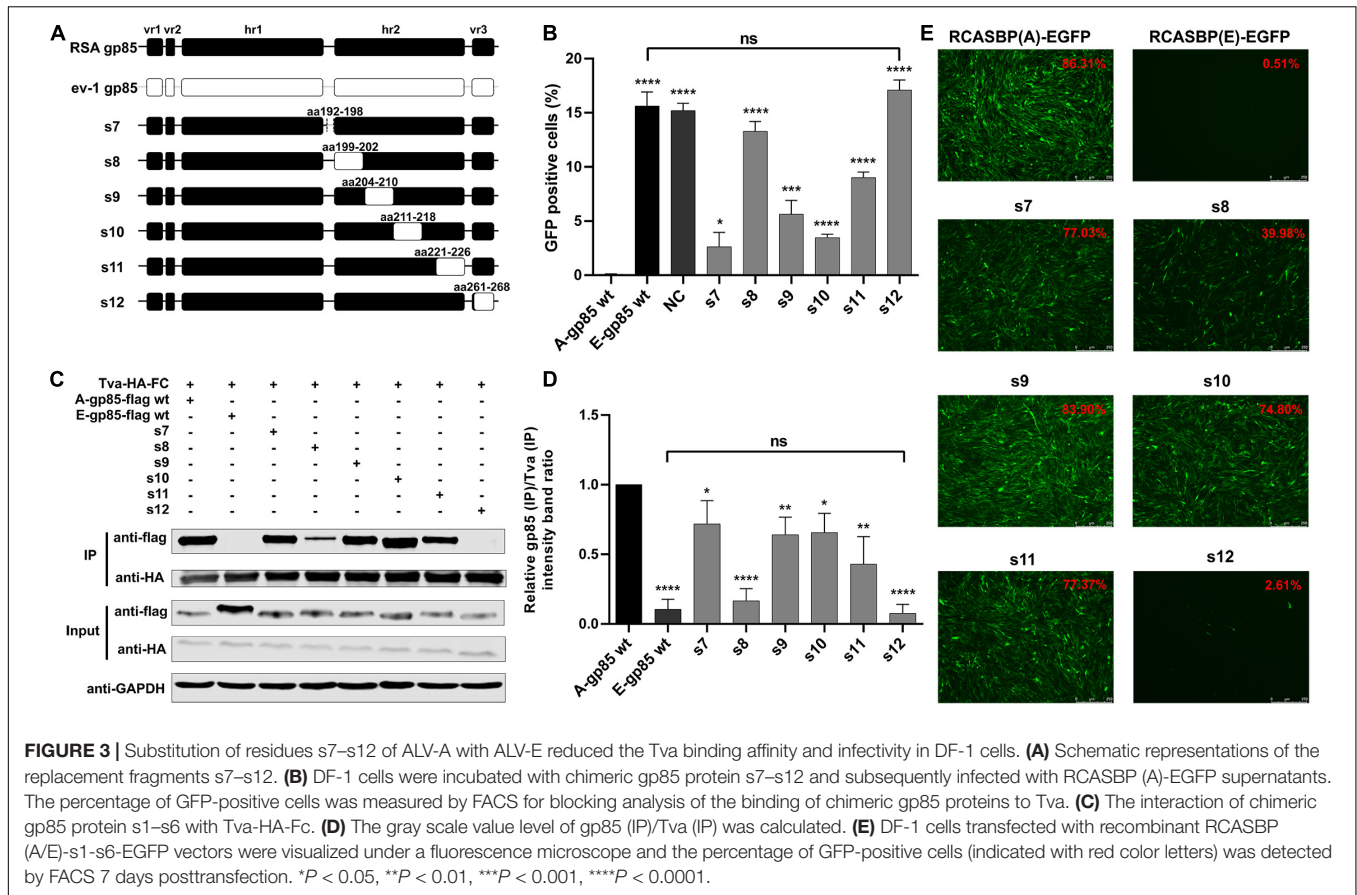 A
vr1 vr2 hr1 hr2 vr3
RSA gp85
ev-1 gp85
aa192-198
s7
aa199-202
s8
aa204-210
s9
aa211-218
s10
aa221-226
s11
aa261-268
s12
B
ns
GFP positive cells (%)
20
15
10
5
0
**** **** * **** *** **** **** ****
A-gp85 wt E-gp85 wt NC s7 s8 s9 s10 s11 s12
C
Tva-HA-FC + + + + + + + +
A-gp85-flag wt + - - - - - - -
E-gp85-flag wt - + - - - - - -
s7 - - + - - - - -
s8 - - - + - - - -
s9 - - - - + - - -
s10 - - - - - + - -
s11 - - - - - - + -
s12 - - - - - - - +
IP
anti-flag
anti-HA
Input
anti-flag
anti-HA
anti-GAPDH
D
ns
Relative gp85 (IP)/Tva (IP)
intensity band ratio
1.5
1.0
0.5
0.0
**** * **** ** * ** ****
A-gp85 wt E-gp85 wt s7 s8 s9 s10 s11 s12
E
RCASBP(A)-EGFP RCASBP(E)-EGFP
86.31% 0.51%
s7 s8
77.03% 39.98%
s9 s10
83.90% 74.80%
s11 s12
77.37% 2.61%
FIGURE 3 | Substitution of residues s7–s12 of ALV-A with ALV-E reduced the Tva binding affinity and infectivity in DF-1 cells. (A) Schematic representations of the
replacement fragments s7–s12. (B) DF-1 cells were incubated with chimeric gp85 protein s7–s12 and subsequently infected with RCASBP (A)-EGFP supernatants.
The percentage of GFP-positive cells was measured by FACS for blocking analysis of the binding of chimeric gp85 proteins to Tva. (C) The interaction of chimeric
gp85 protein s1–s6 with Tva-HA-Fc. (D) The gray scale value level of gp85 (IP)/Tva (IP) was calculated. (E) DF-1 cells transfected with recombinant RCASBP
(A/E)-s1-s6-EGFP vectors were visualized under a fluorescence microscope and the percentage of GFP-positive cells (indicated with red color letters) was detected
by FACS 7 days posttransfection. *P < 0.05, **P < 0.01, ***P < 0.001, ****P < 0.0001.